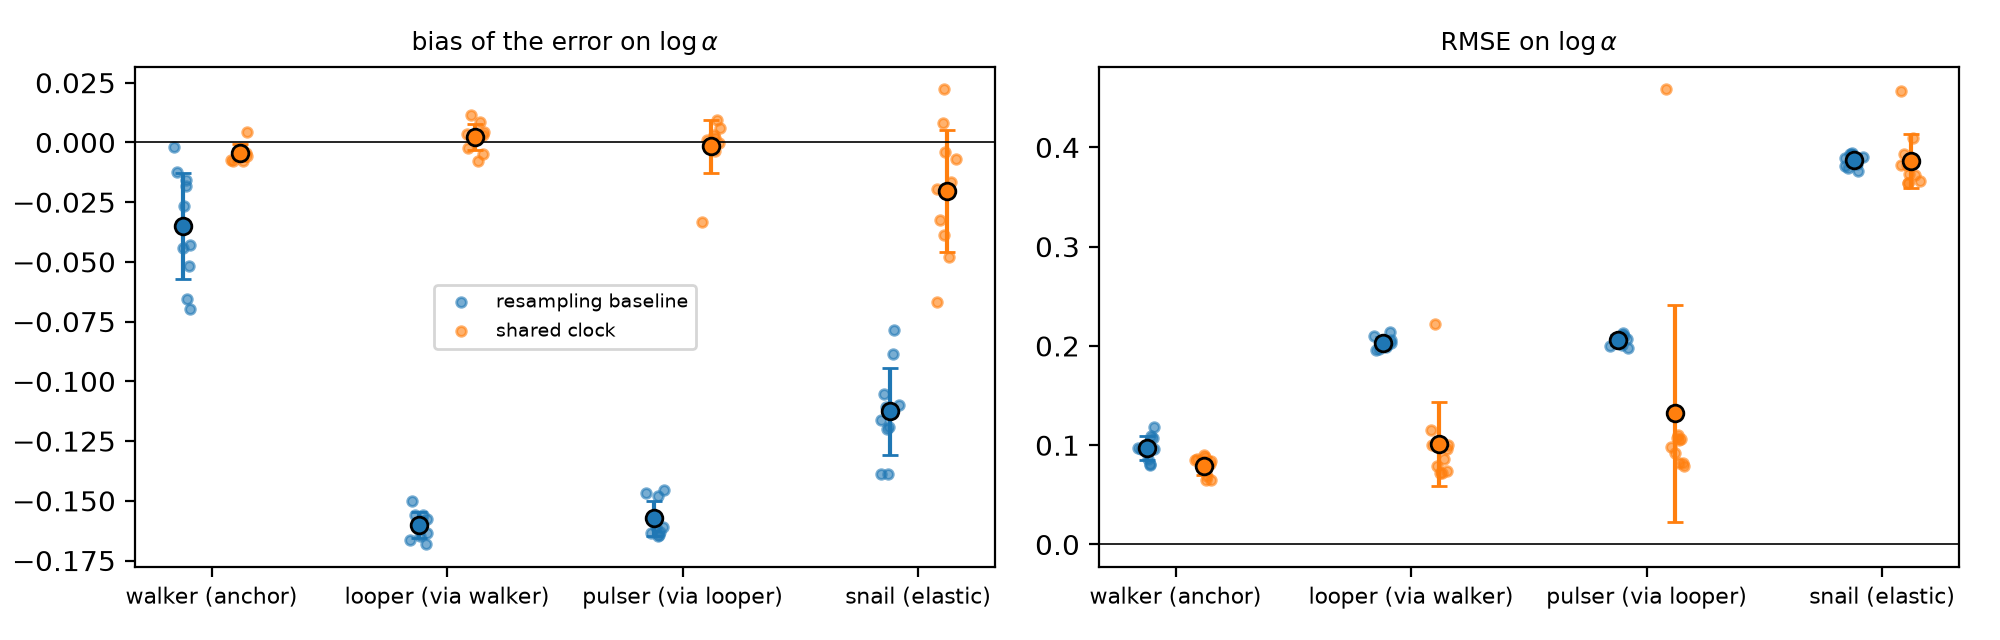 bias of the error on log α
0.025
0.000
−0.025
−0.050
−0.075
−0.100
−0.125
−0.150
−0.175
resampling baseline
shared clock
walker (anchor) looper (via walker) pulser (via looper) snail (elastic)
RMSE on log α
0.4
0.3
0.2
0.1
0.0
walker (anchor) looper (via walker) pulser (via looper) snail (elastic)